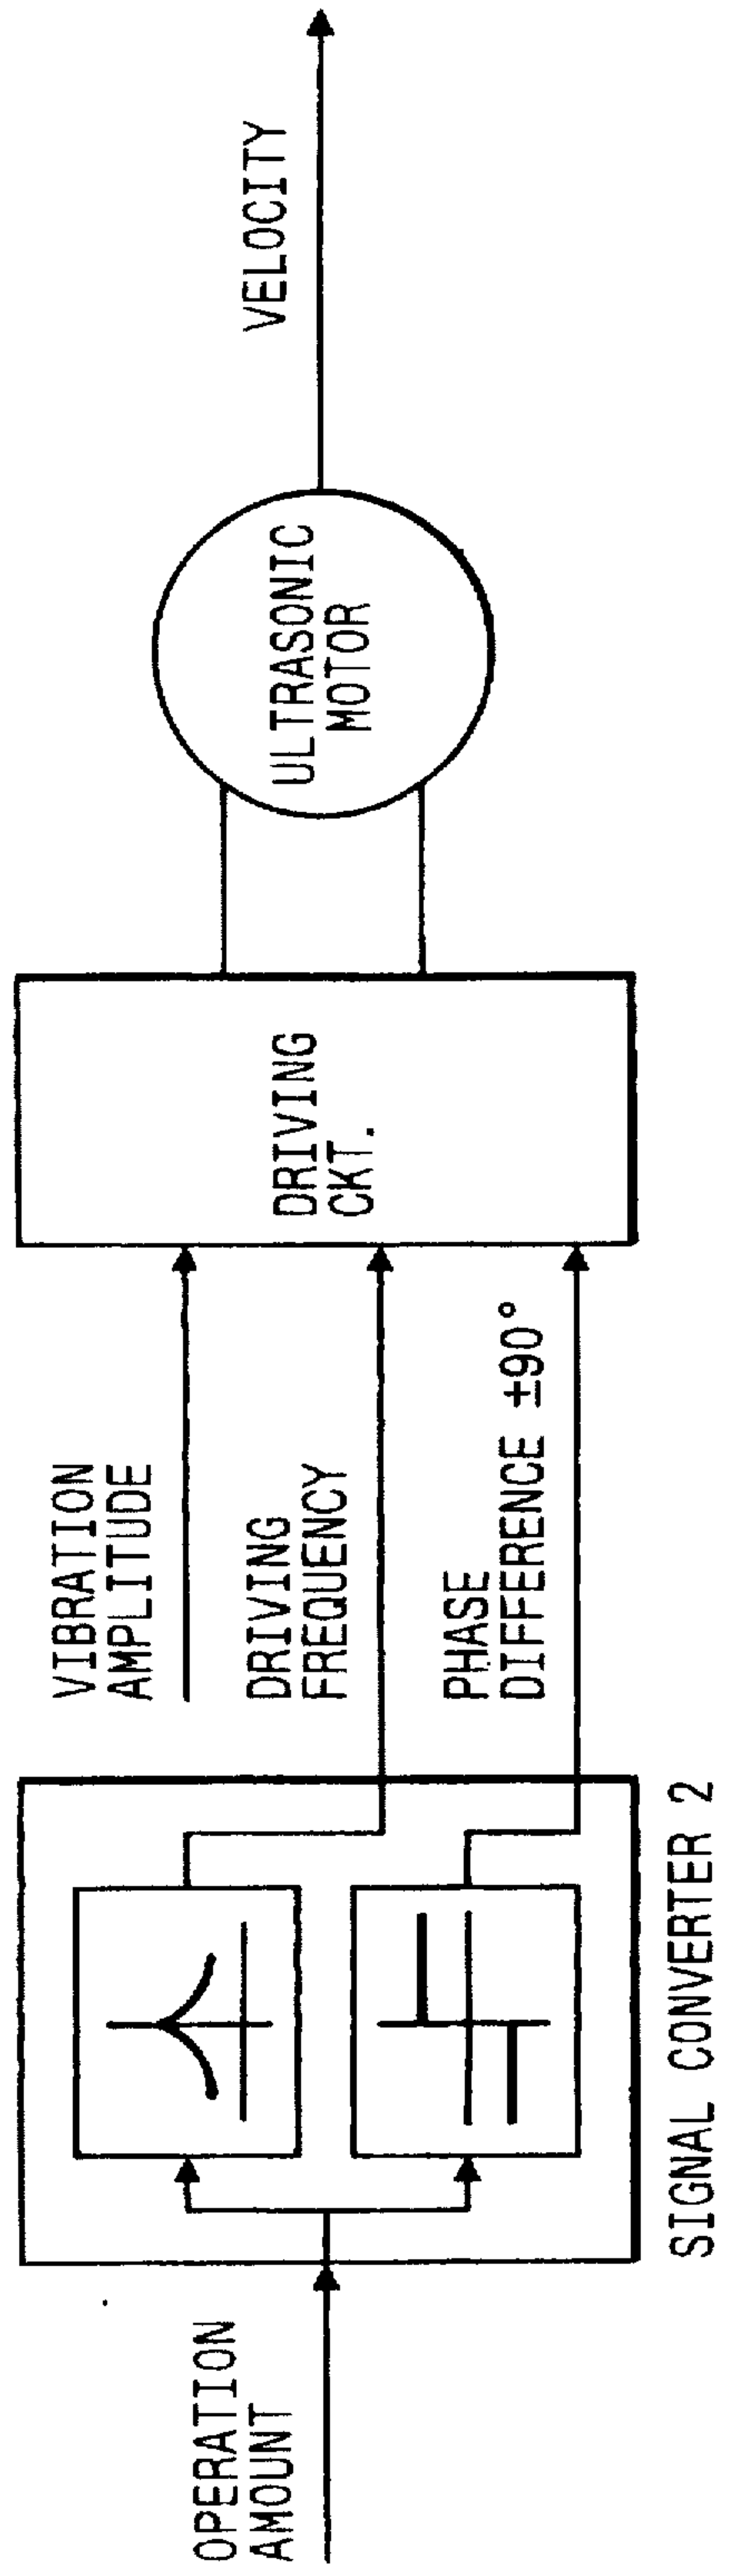 OPERATION
AMOUNT
SIGNAL CONVERTER 2
VIBRATION
AMPLITUDE
DRIVING
FREQUENCY
PHASE
DIFFERENCE ±90°
DRIVING
CKT.
ULTRASONIC
MOTOR
VELOCITY